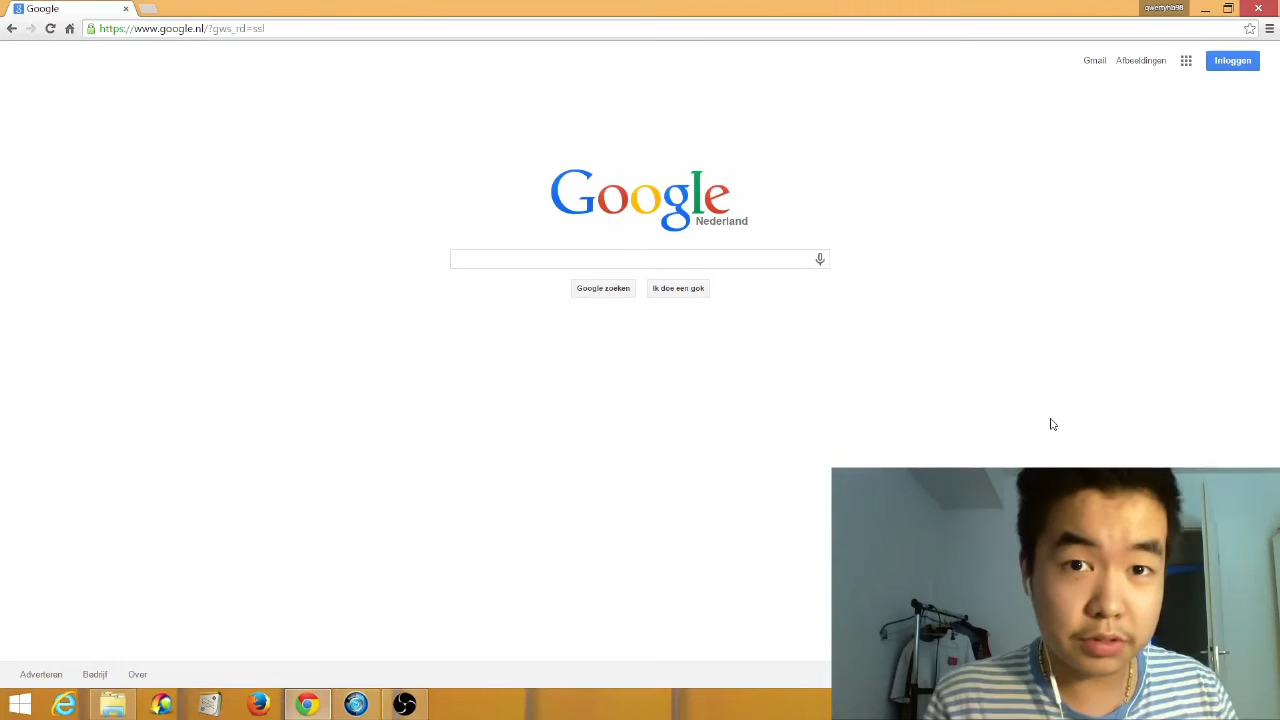 Google
qwertyhb98
https://www.google.nl/?gws_rd=ssl
Gmail Afbeeldingen Inloggen
Google
Nederland
Google zoeken Ik doe een gok
Adverteren Bedrijf Over